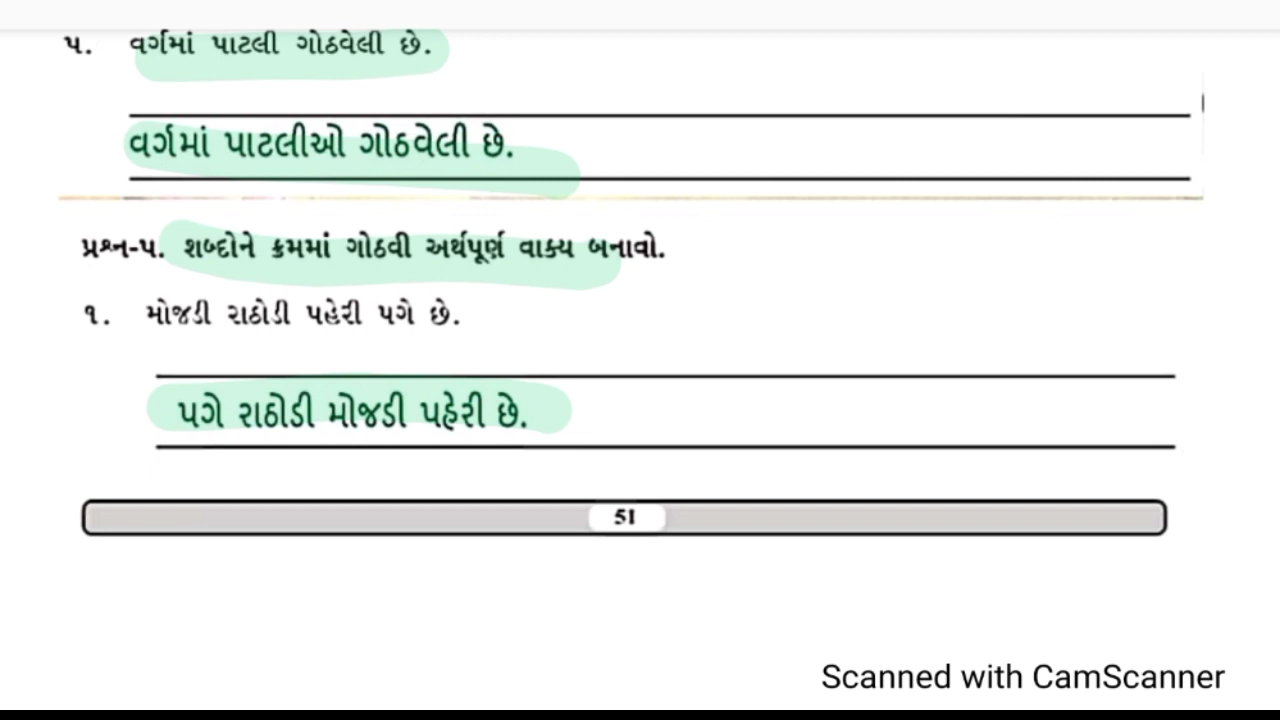 ૫. વર્ગમાં પાટલી ગોઠવેલી છે.
વર્ગમાં પાટલીઓ ગોઠવેલી છે.
પ્રશ્ન-૫. શબ્દોને ક્રમમાં ગોઠવી અર્થપૂર્ણ વાક્ય બનાવો.
૧. મોજડી રાઠોડી પહેરી પગે છે.
પગે રાઠોડી મોજડી પહેરી છે.
51
Scanned with CamScanner